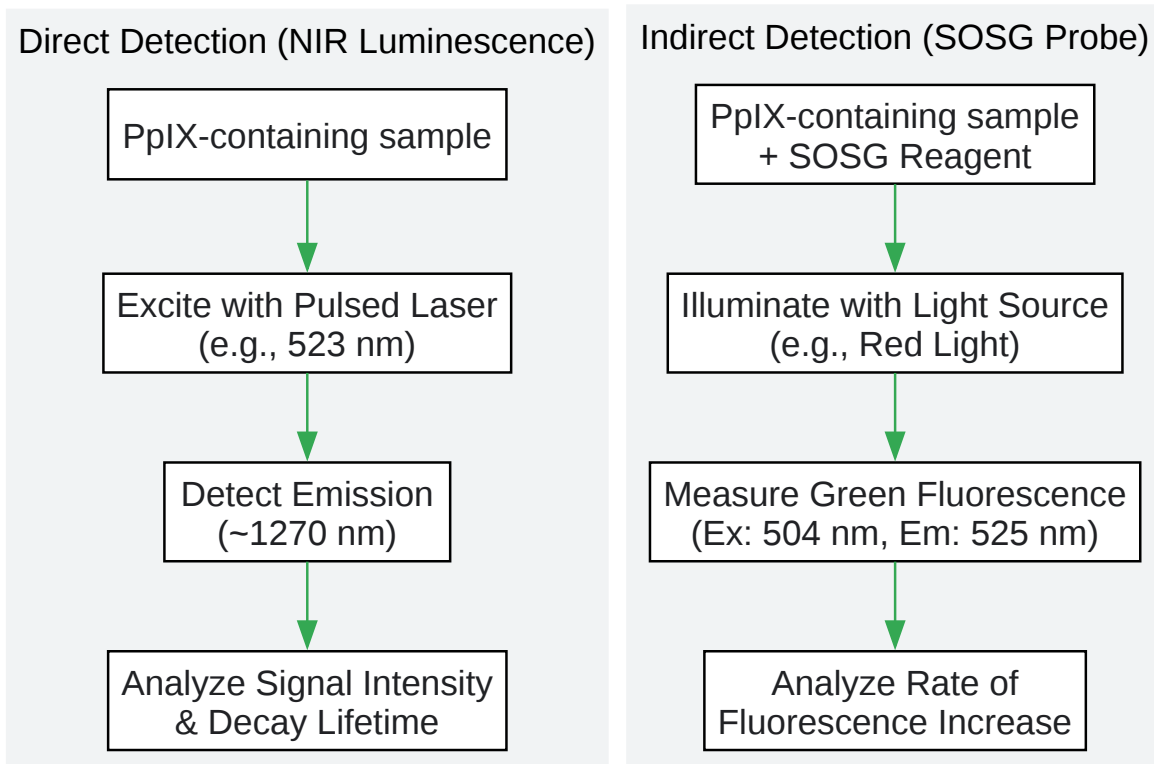 Direct Detection (NIR Luminescence)
PpIX-containing sample
Excite with Pulsed Laser
(e.g., 523 nm)
Detect Emission
(~1270 nm)
Analyze Signal Intensity
& Decay Lifetime
Indirect Detection (SOSG Probe)
PpIX-containing sample
+ SOSG Reagent
Illuminate with Light Source
(e.g., Red Light)
Measure Green Fluorescence
(Ex: 504 nm, Em: 525 nm)
Analyze Rate of
Fluorescence Increase